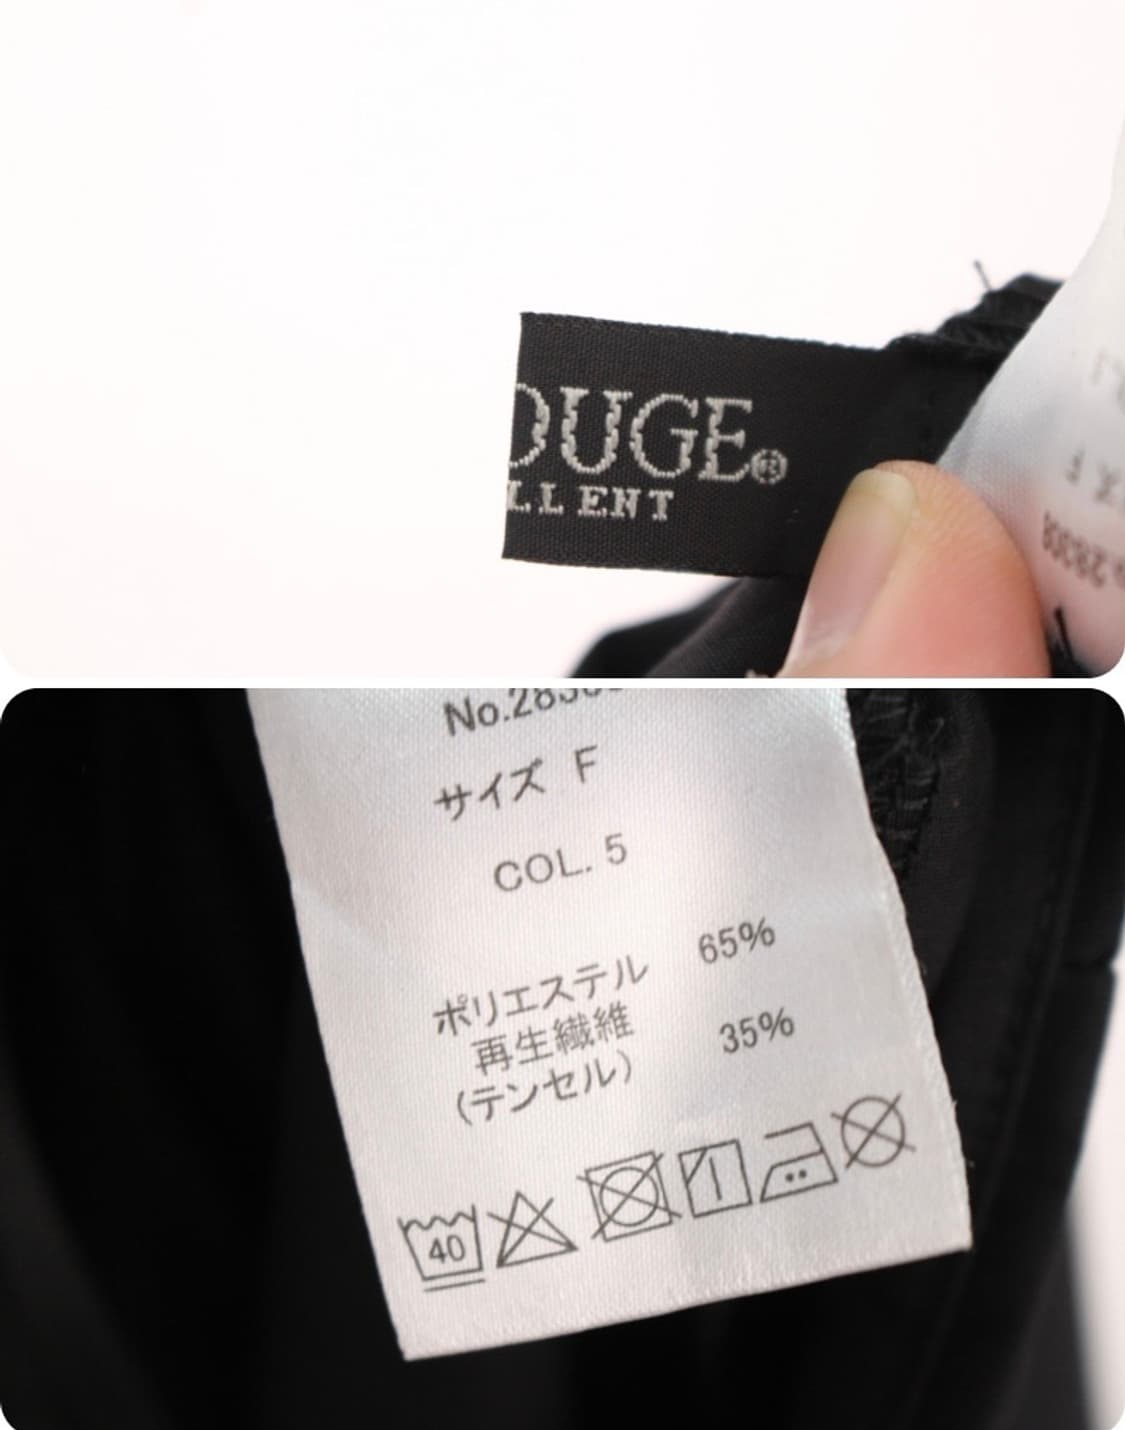 OUGE®
LLENT
No.2830
サイズ F
COL. 5
ポリエステル 65%
再生繊維 35%
(テンセル)
40